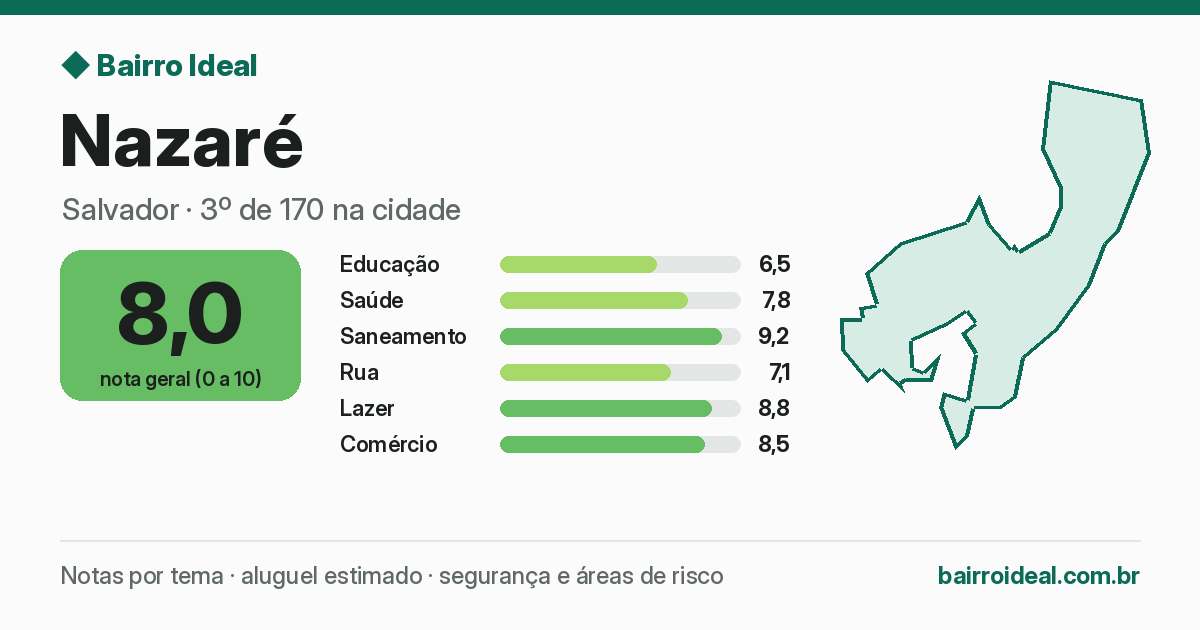 Bairro Ideal
Nazaré
Salvador · 3º de 170 na cidade
8,0
nota geral (0 a 10)
Educação 6,5
Saúde 7,8
Saneamento 9,2
Rua 7,1
Lazer 8,8
Comércio 8,5
Notas por tema · aluguel estimado · segurança e áreas de risco
bairroideal.com.br